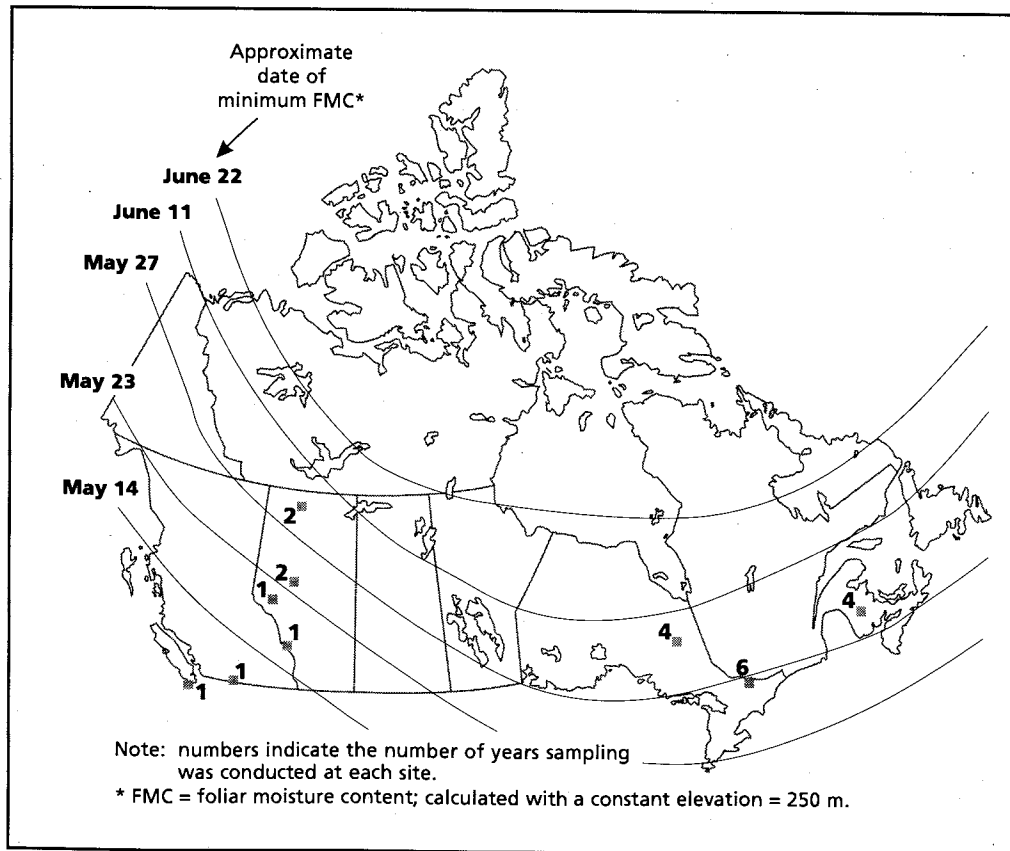 Approximate
date of
minimum FMC*
June 22
June 11
May 27
May 23
May 14
2
2
1
1
1
1
4
6
4
Note: numbers indicate the number of years sampling
was conducted at each site.
* FMC = foliar moisture content; calculated with a constant elevation = 250 m.